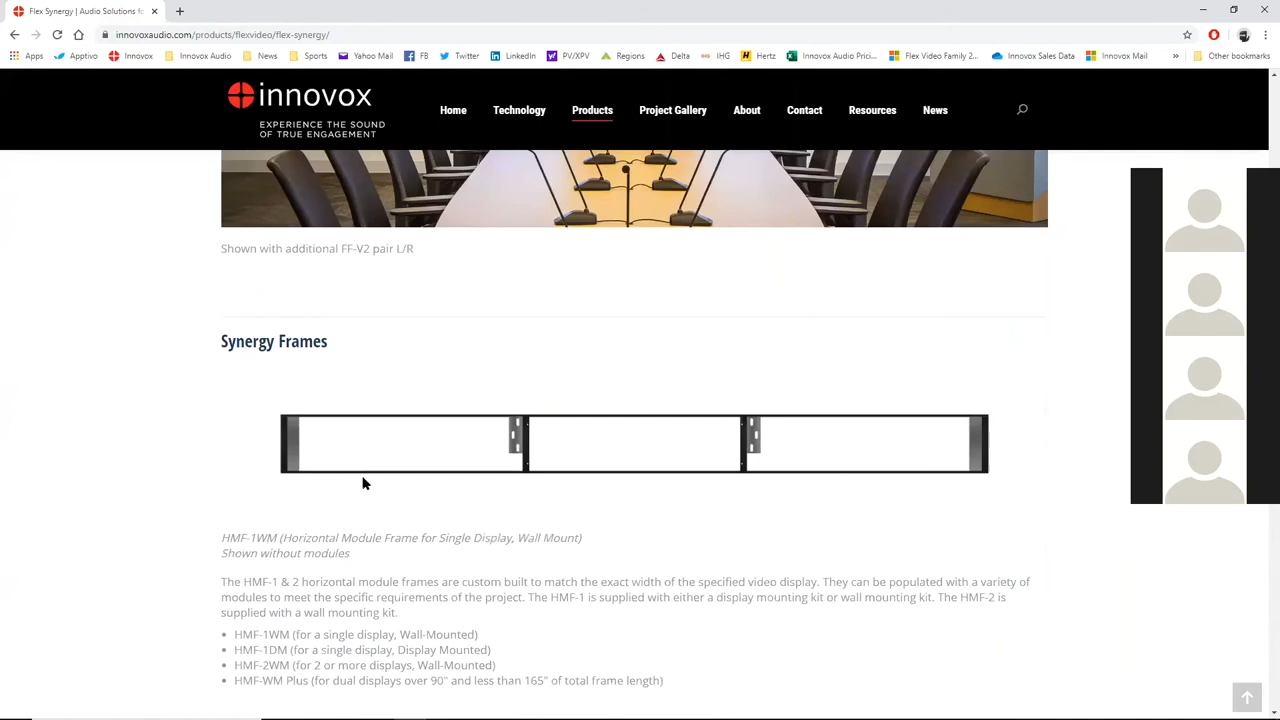 Flex Synergy | Audio Solutions for
innovoxaudio.com/products/flexvideo/flex-synergy/
Apps Apptivo Innovox Innovox Audio News Sports Yahoo Mail FB Twitter LinkedIn PV/XPV Regions Delta IHG Hertz Innovox Audio Prici... Flex Video Family 2... Innovox Sales Data Innovox Mail » Other bookmarks
innovox
EXPERIENCE THE SOUND
OF TRUE ENGAGEMENT
Home Technology Products Project Gallery About Contact Resources News
Shown with additional FF-V2 pair L/R
Synergy Frames
HMF-1WM (Horizontal Module Frame for Single Display, Wall Mount)
Shown without modules
The HMF-1 & 2 horizontal module frames are custom built to match the exact width of the specified video display. They can be populated with a variety of
modules to meet the specific requirements of the project. The HMF-1 is supplied with either a display mounting kit or wall mounting kit. The HMF-2 is
supplied with a wall mounting kit.
• HMF-1WM (for a single display, Wall-Mounted)
• HMF-1DM (for a single display, Display Mounted)
• HMF-2WM (for 2 or more displays, Wall-Mounted)
• HMF-WM Plus (for dual displays over 90" and less than 165" of total frame length)